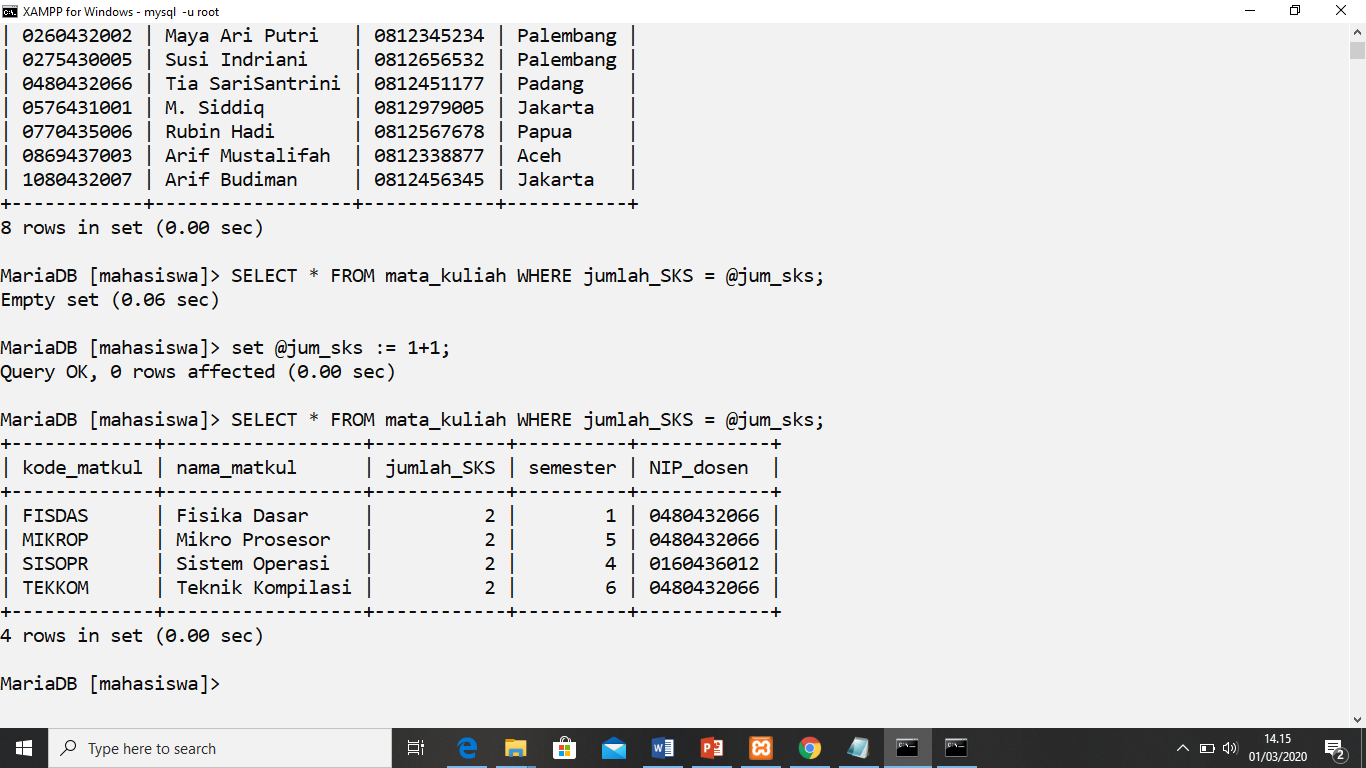 XAMPP for Windows - mysql  -u root
| 0260432002 | Maya Ari Putri   | 0812345234 | Palembang |
| 0275430005 | Susi Indriani    | 0812656532 | Palembang |
| 0480432066 | Tia SariSantrini | 0812451177 | Padang    |
| 0576431001 | M. Siddiq        | 0812979005 | Jakarta   |
| 0770435006 | Rubin Hadi       | 0812567678 | Papua     |
| 0869437003 | Arif Mustalifah  | 0812338877 | Aceh      |
| 1080432007 | Arif Budiman     | 0812456345 | Jakarta   |
+------------+------------------+------------+-----------+
8 rows in set (0.00 sec)
MariaDB [mahasiswa]> SELECT * FROM mata_kuliah WHERE jumlah_SKS = @jum_sks;
Empty set (0.06 sec)
MariaDB [mahasiswa]> set @jum_sks := 1+1;
Query OK, 0 rows affected (0.00 sec)
MariaDB [mahasiswa]> SELECT * FROM mata_kuliah WHERE jumlah_SKS = @jum_sks;
+-------------+------------------+------------+----------+------------+
| kode_matkul | nama_matkul      | jumlah_SKS | semester | NIP_dosen  |
+-------------+------------------+------------+----------+------------+
| FISDAS      | Fisika Dasar     |          2 |        1 | 0480432066 |
| MIKROP      | Mikro Prosesor   |          2 |        5 | 0480432066 |
| SISOPR      | Sistem Operasi   |          2 |        4 | 0160436012 |
| TEKKOM      | Teknik Kompilasi |          2 |        6 | 0480432066 |
+-------------+------------------+------------+----------+------------+
4 rows in set (0.00 sec)
MariaDB [mahasiswa]>
Type here to search
14.15
01/03/2020
2